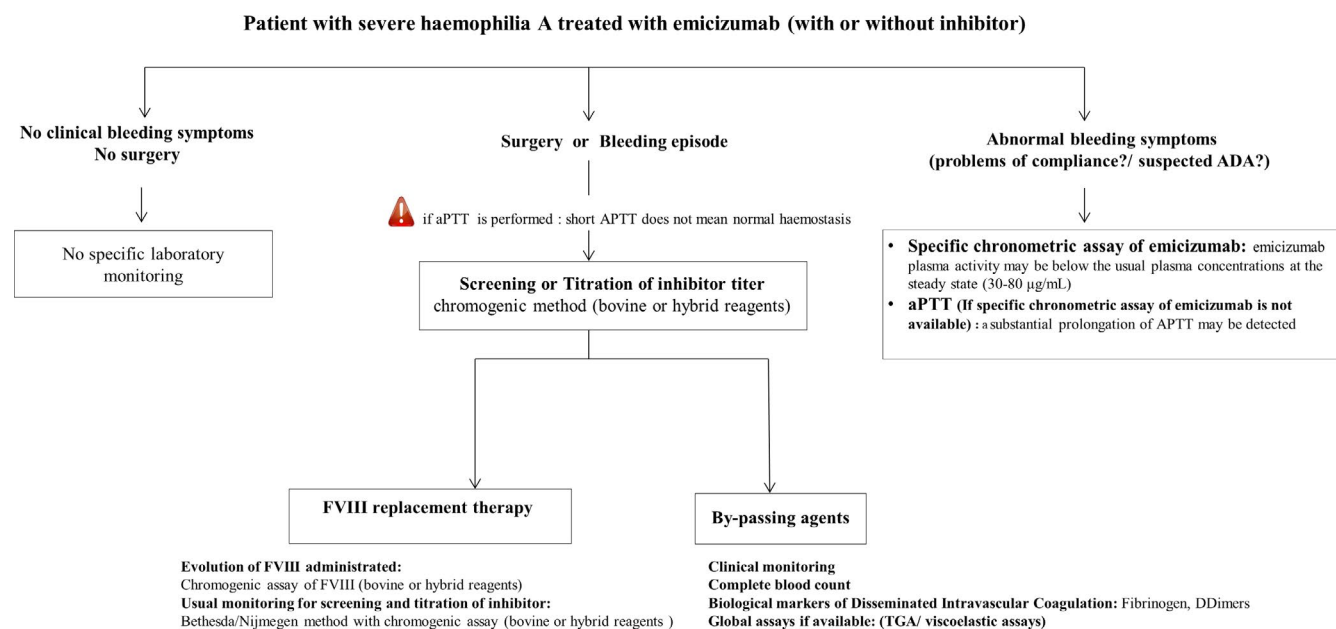 Patient with severe haemophilia A treated with emicizumab (with or without inhibitor)
No clinical bleeding symptoms
No surgery
No specific laboratory
monitoring
Surgery or Bleeding episode
if aPTT is performed : short APTT does not mean normal haemostasis
Screening or Titration of inhibitor titer
chromogenic method (bovine or hybrid reagents)
FVIII replacement therapy
Evolution of FVIII administrated:
Chromogenic assay of FVIII (bovine or hybrid reagents)
Usual monitoring for screening and titration of inhibitor:
Bethesda/Nijmegen method with chromogenic assay (bovine or hybrid reagents )
By-passing agents
Clinical monitoring
Complete blood count
Biological markers of Disseminated Intravascular Coagulation: Fibrinogen, DDimers
Global assays if available: (TGA/ viscoelastic assays)
Abnormal bleeding symptoms
(problems of compliance?/ suspected ADA?)
• Specific chronometric assay of emicizumab: emicizumab
plasma activity may be below the usual plasma concentrations at the
steady state (30-80 µg/mL)
• aPTT (If specific chronometric assay of emicizumab is not
available) : a substantial prolongation of APTT may be detected